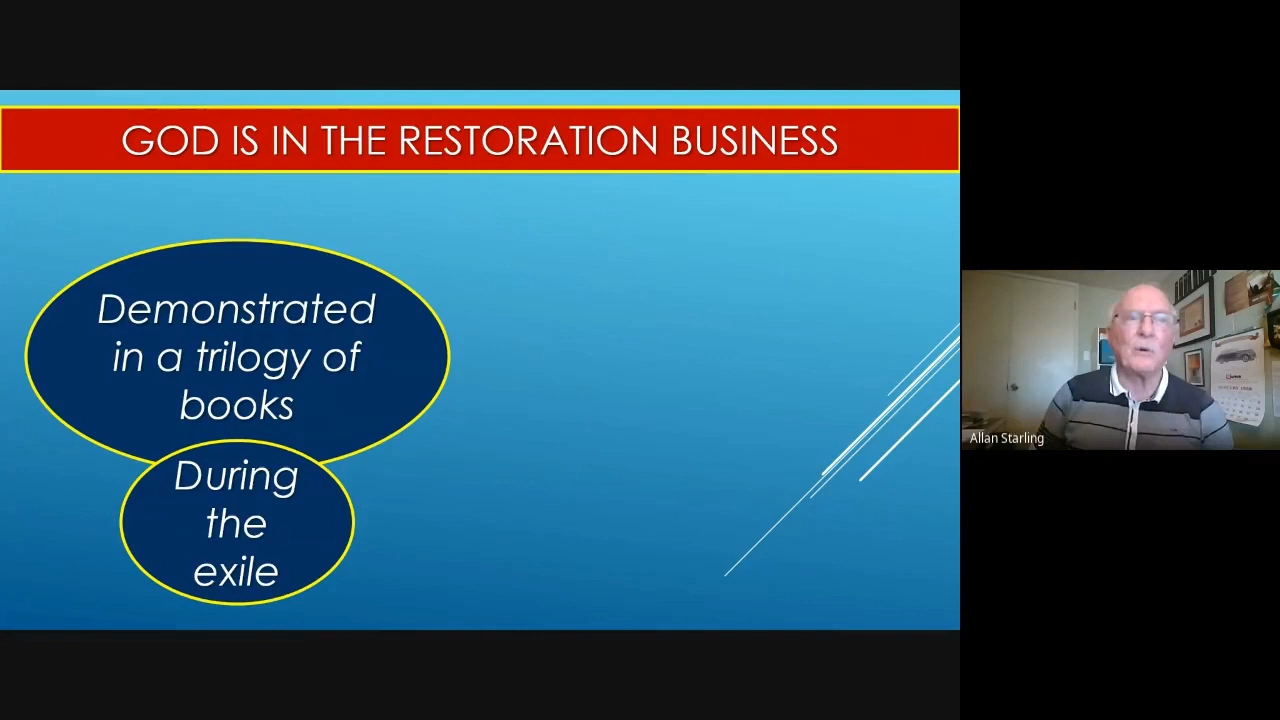 GOD IS IN THE RESTORATION BUSINESS
Demonstrated
in a trilogy of
books
During
the
exile
Allan Starling